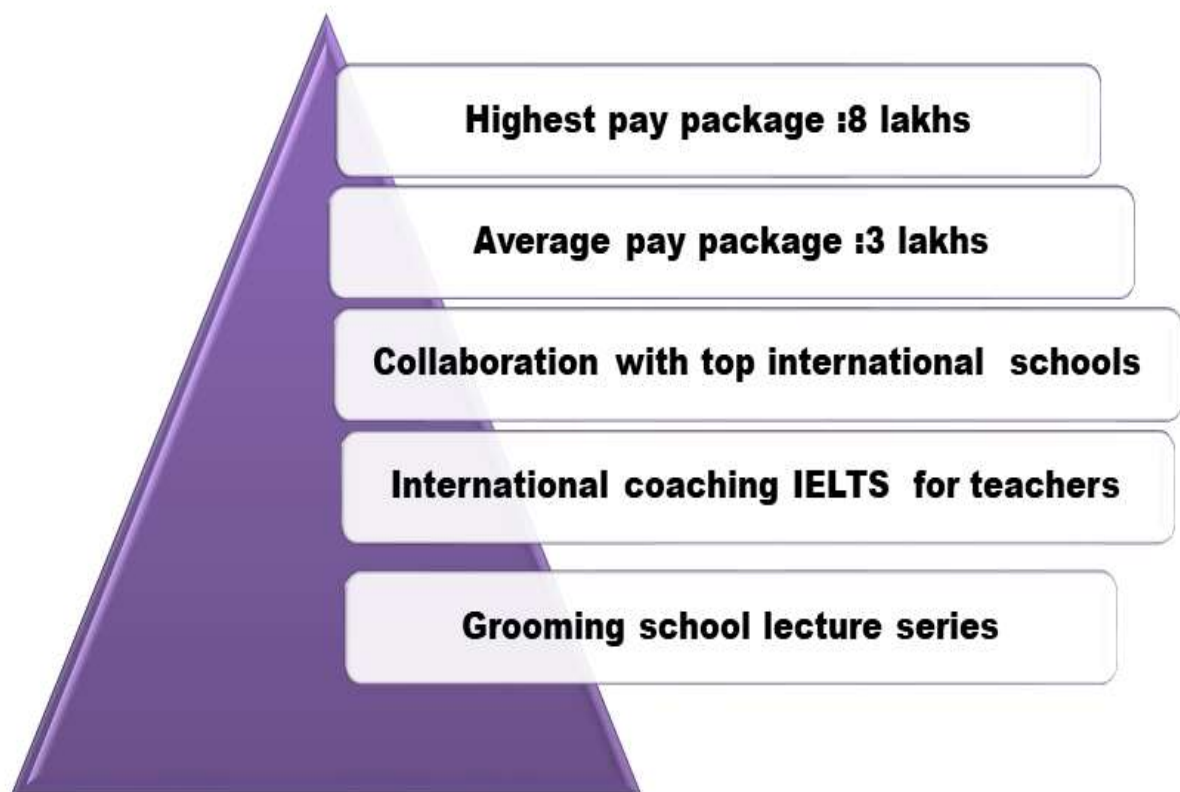 Highest pay package :8 lakhs
Average pay package :3 lakhs
Collaboration with top international schools
International coaching IELTS for teachers
Grooming school lecture series